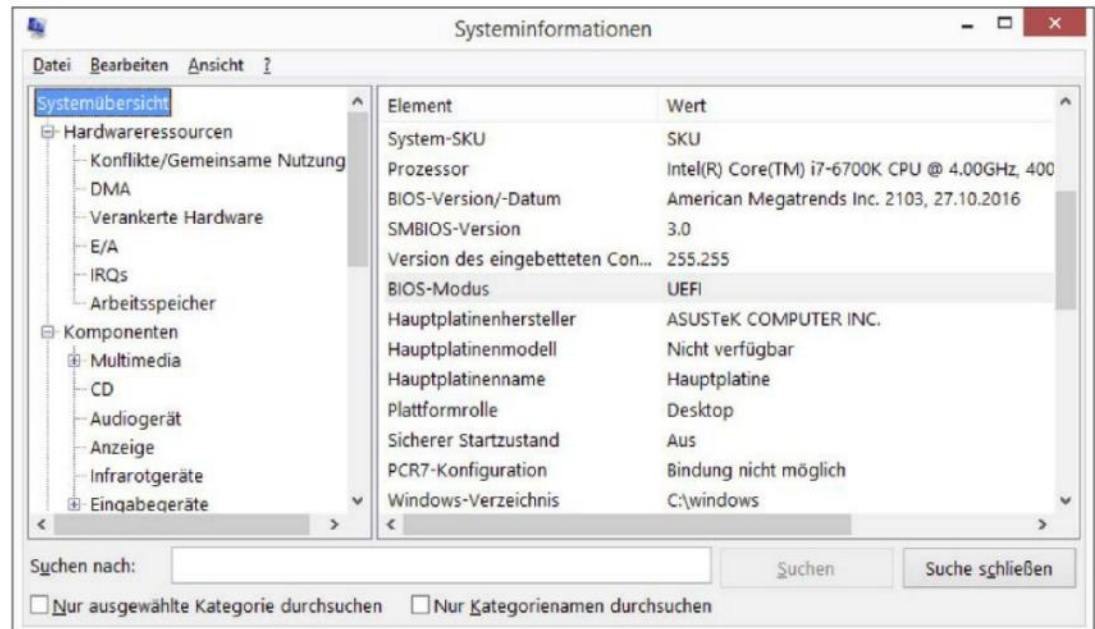 Systeminformationen
Datei Bearbeiten Ansicht ?
Systemübersicht
Hardwareressourcen
Konflikte/Gemeinsame Nutzung
DMA
Verankerte Hardware
E/A
IRQs
Arbeitsspeicher
Komponenten
Multimedia
CD
Audiogerät
Anzeige
Infrarotgeräte
Eingabegeräte
Element Wert
System-SKU SKU
Prozessor Intel(R) Core(TM) i7-6700K CPU @ 4.00GHz, 400
BIOS-Version/-Datum American Megatrends Inc. 2103, 27.10.2016
SMBIOS-Version 3.0
Version des eingebetteten Con... 255.255
BIOS-Modus UEFI
Hauptplatinenhersteller ASUSTeK COMPUTER INC.
Hauptplatinenmodell Nicht verfügbar
Hauptplatinenname Hauptplatine
Plattformrolle Desktop
Sicherer Startzustand Aus
PCR7-Konfiguration Bindung nicht möglich
Windows-Verzeichnis C:\windows
Suchen nach: Suchen Suche schließen
Nur ausgewählte Kategorie durchsuchen Nur Kategorienamen durchsuchen